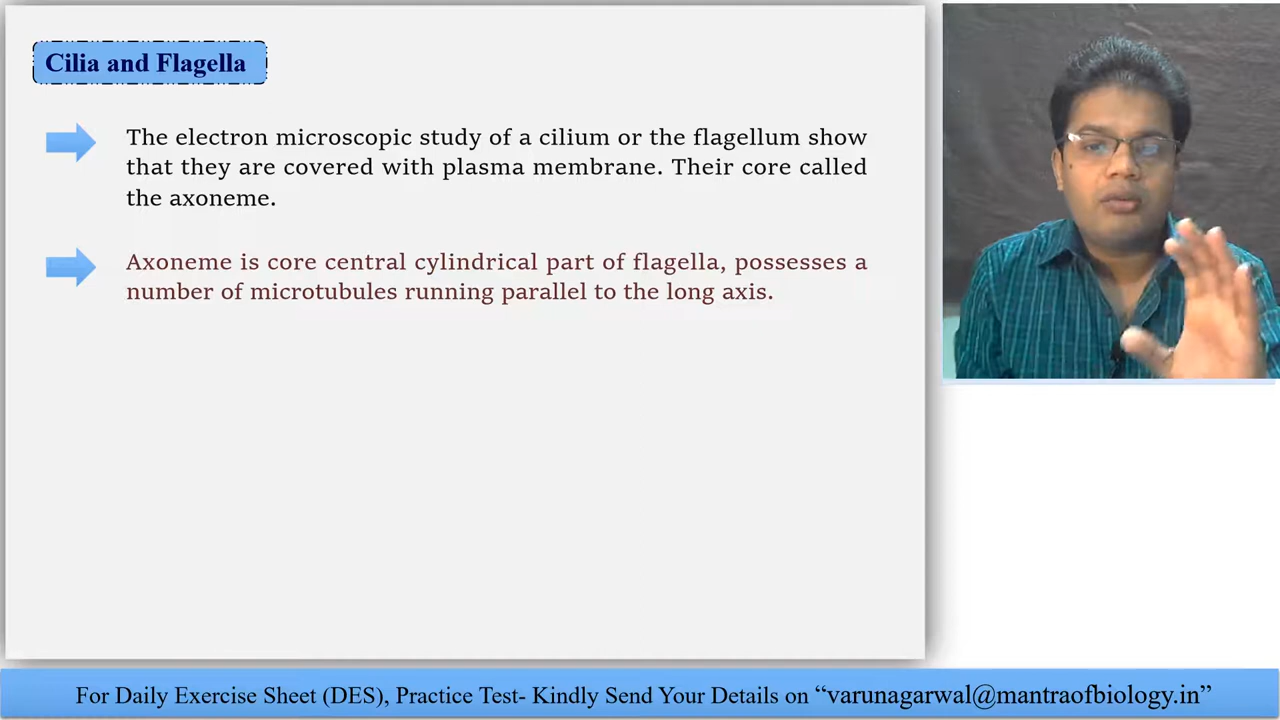 Cilia and Flagella
The electron microscopic study of a cilium or the flagellum show
that they are covered with plasma membrane. Their core called
the axoneme.
Axoneme is core central cylindrical part of flagella, possesses a
number of microtubules running parallel to the long axis.
For Daily Exercise Sheet (DES), Practice Test- Kindly Send Your Details on “varunagarwal@mantraofbiology.in”